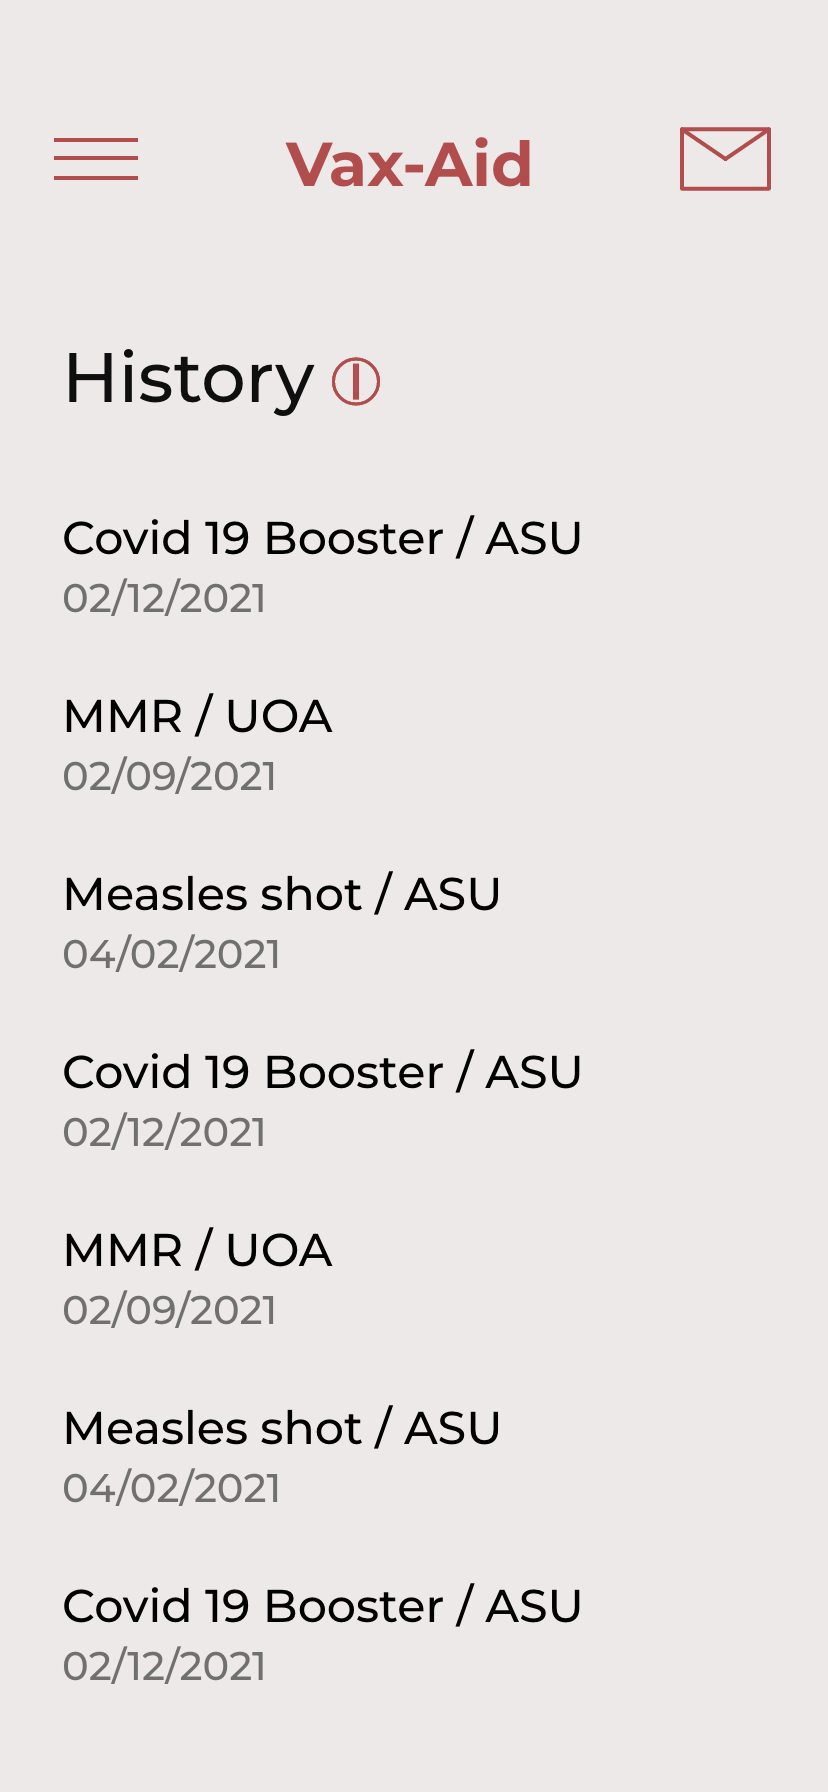 Vax-Aid
History
Covid 19 Booster / ASU
02/12/2021
MMR / UOA
02/09/2021
Measles shot / ASU
04/02/2021
Covid 19 Booster / ASU
02/12/2021
MMR / UOA
02/09/2021
Measles shot / ASU
04/02/2021
Covid 19 Booster / ASU
02/12/2021